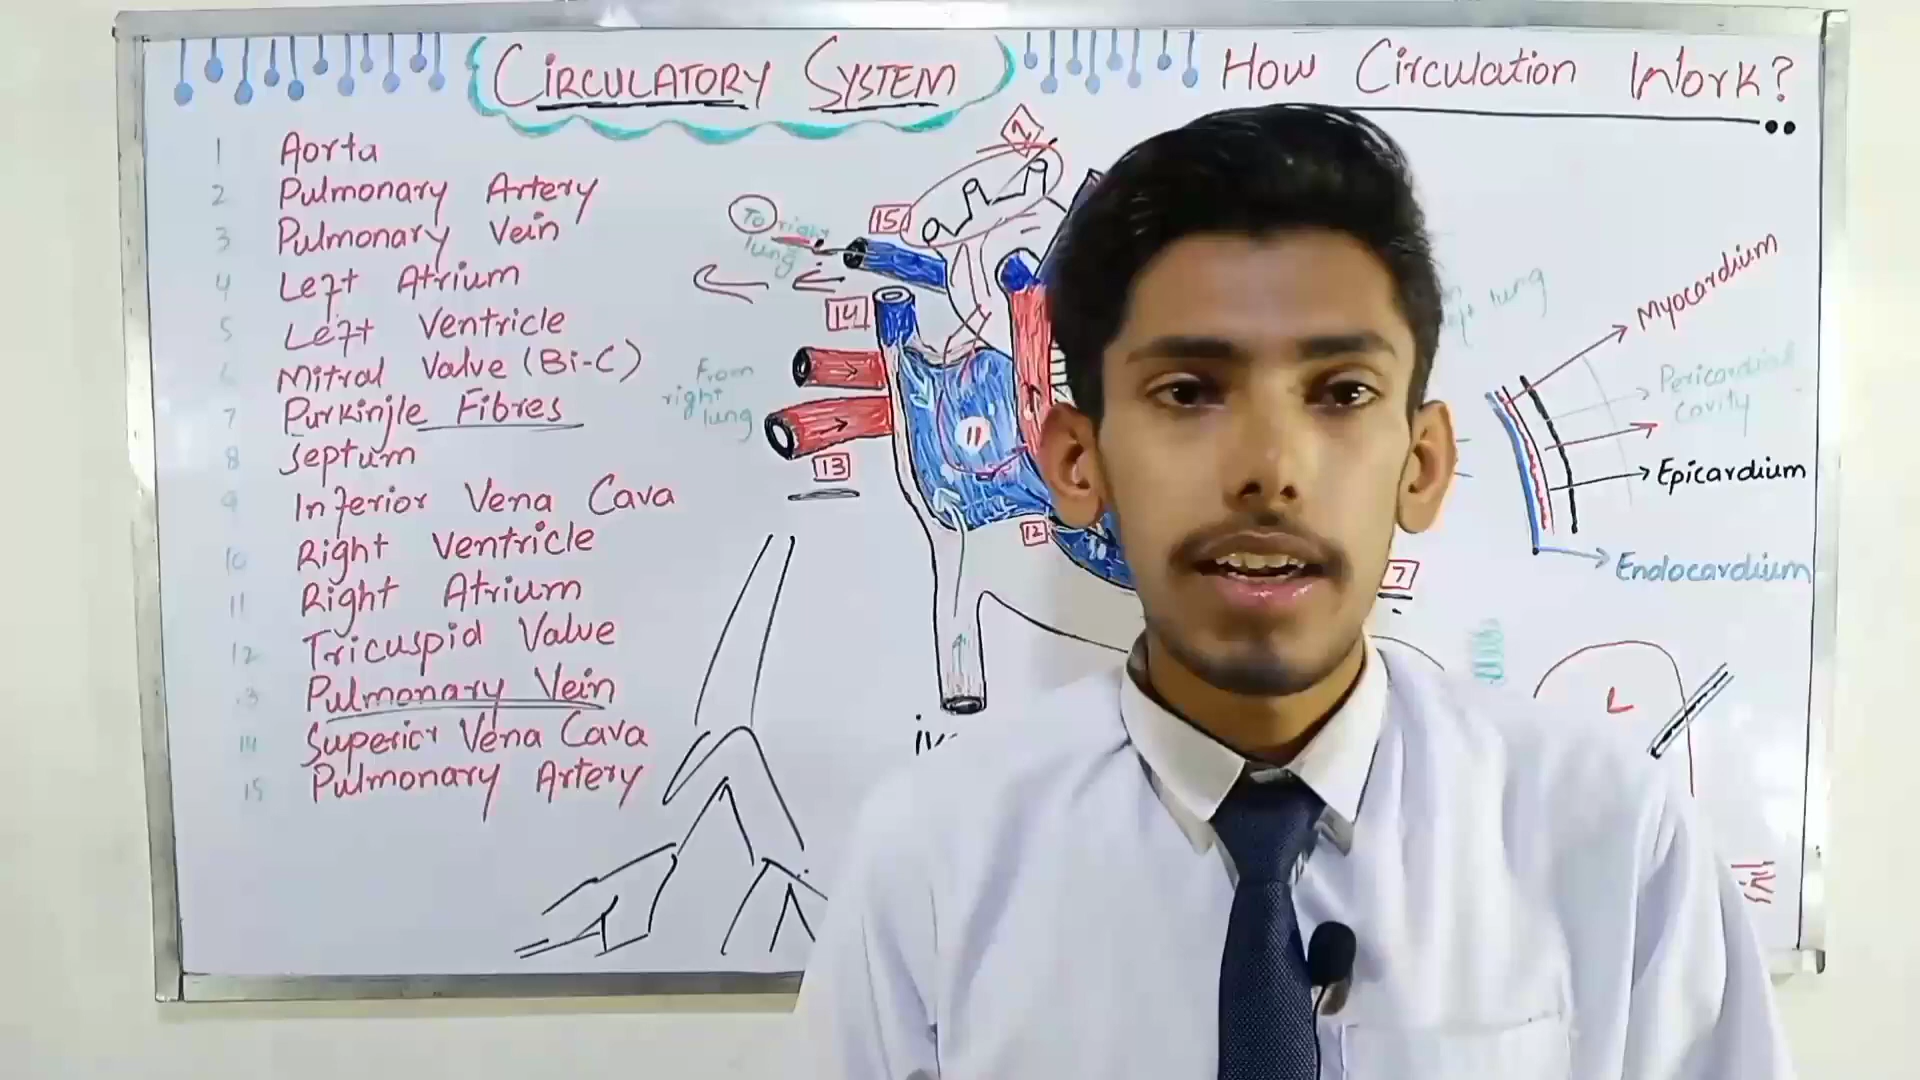 CIRCULATORY SYSTEM
How Circulation Work?
1 Aorta
2 Pulmonary Artery
3 Pulmonary Vein
4 Left Atrium
5 Left Ventricle
6 Mitral Valve (Bi-C)
7 Purkinjle Fibres
8 Septum
9 Inferior Vena Cava
10 Right Ventricle
11 Right Atrium
12 Tricuspid Valve
13 Pulmonary Vein
14 Superior Vena Cava
15 Pulmonary Artery
To right
lung
15
14
From
right
lung
13
11
12
7
lung
Myocardium
Pericardial
Cavity
Epicardium
Endocardium
L